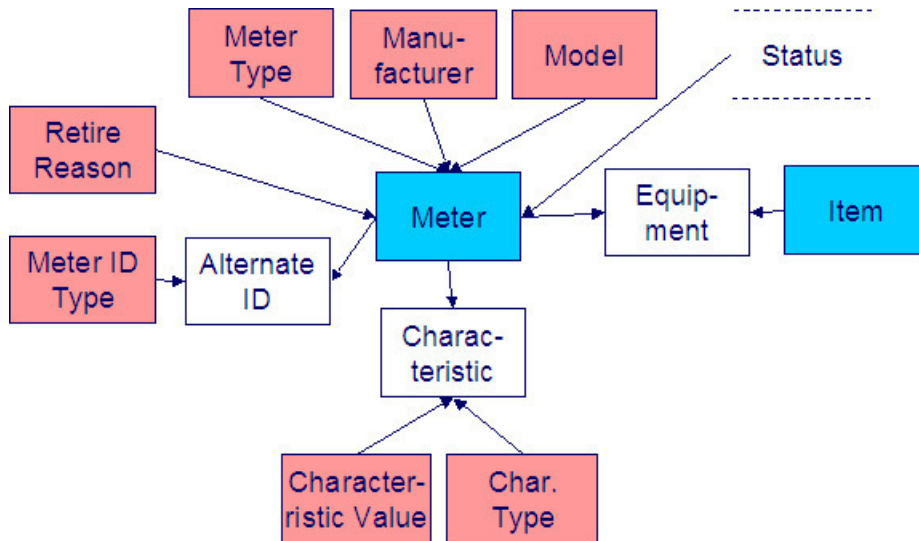 Meter
Type
Manu-
facturer
Model
Status
Retire
Reason
Meter
Equip-
ment
Item
Meter ID
Type
Alternate
ID
Charac-
teristic
Character-
ristic Value
Char.
Type